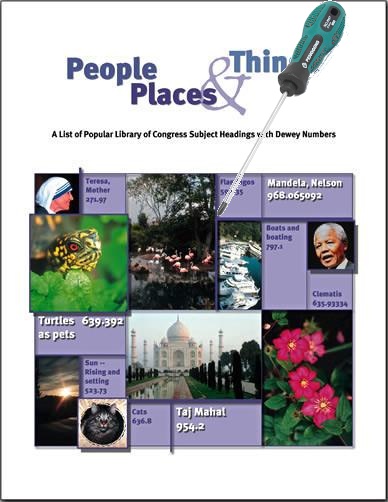 People
Places
&
Thin
A List of Popular Library of Congress Subject Headings with Dewey Numbers
Teresa,
Mother
271.97
Flamingos
Mandela, Nelson
968.065092
Boats and
boating
797.1
Clematis
635.93334
Turtles 639.392
as pets
Sun --
Rising and
setting
523.73
Cats
636.8
Taj Mahal
954.2